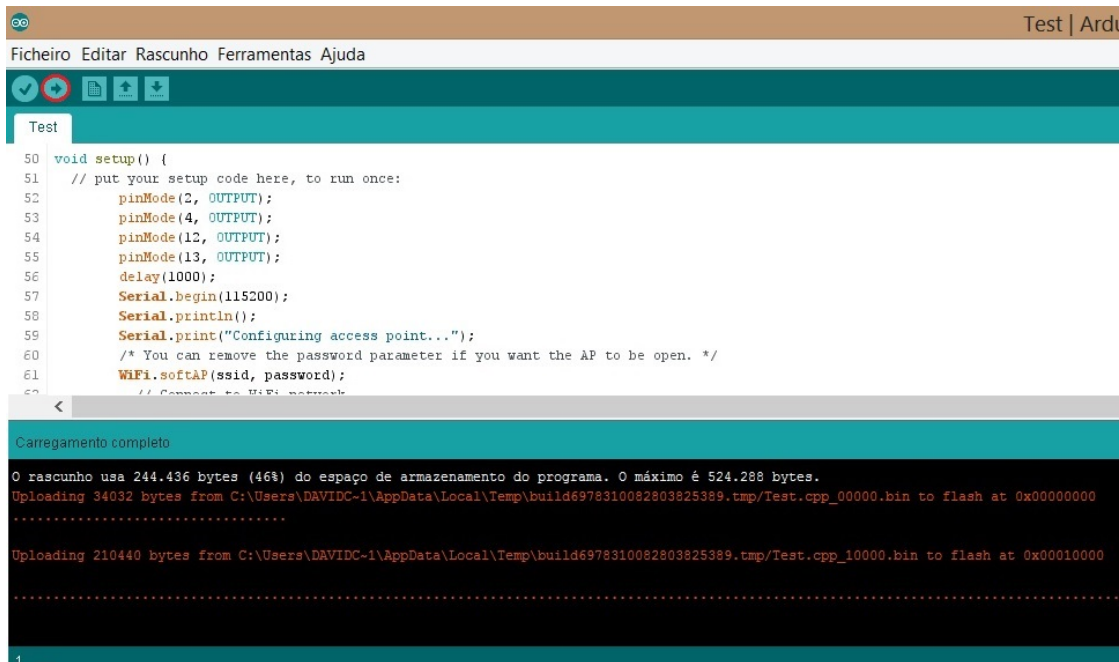 Test | Ardu
Ficheiro Editar Rascunho Ferramentas Ajuda
Test
50 void setup() {
51 // put your setup code here, to run once:
52 pinMode(2, OUTPUT);
53 pinMode(4, OUTPUT);
54 pinMode(12, OUTPUT);
55 pinMode(13, OUTPUT);
56 delay(1000);
57 Serial.begin(115200);
58 Serial.println();
59 Serial.print("Configuring access point...");
60 /* You can remove the password parameter if you want the AP to be open. */
61 WiFi.softAP(ssid, password);
62 // Connect to WiFi network
Carregamento completo
O rascunho usa 244.436 bytes (46%) do espaço de armazenamento do programa. O máximo é 524.288 bytes.
Uploading 34032 bytes from C:\Users\DAVIDC~1\AppData\Local\Temp\build6978310082803825389.tmp/Test.cpp_00000.bin to flash at 0x00000000
..................................
Uploading 210440 bytes from C:\Users\DAVIDC~1\AppData\Local\Temp\build6978310082803825389.tmp/Test.cpp_10000.bin to flash at 0x00010000
..........................................................................................................................................
1